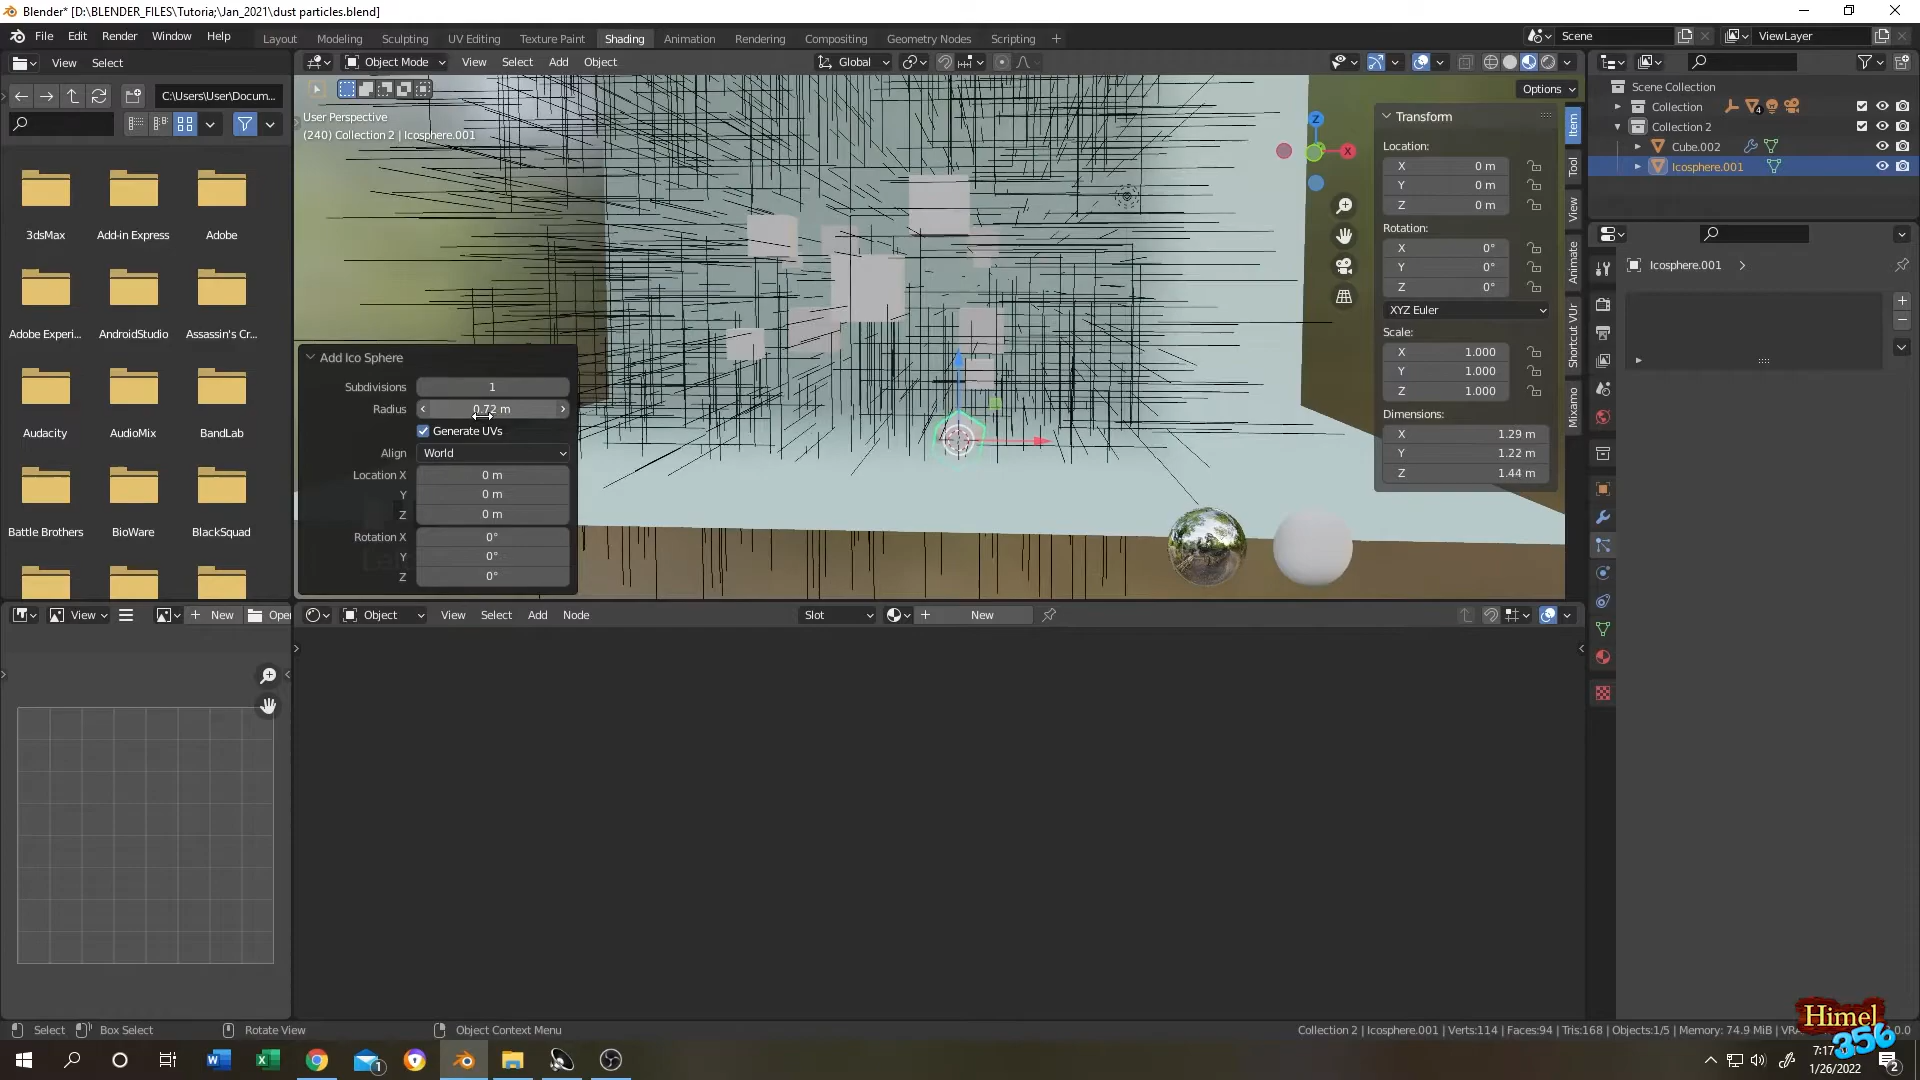 Blender* [D:\BLENDER_FILES\Tutoria;\Jan_2021\dust particles.blend]
File Edit Render Window Help
Layout Modeling Sculpting UV Editing Texture Paint Shading Animation Rendering Compositing Geometry Nodes Scripting
Scene
ViewLayer
View Select
C:\Users\User\Docum...
3dsMax
Add-in Express
Adobe
Adobe Experi...
AndroidStudio
Assassin's Cr...
Audacity
AudioMix
BandLab
Battle Brothers
BioWare
BlackSquad
Object Mode View Select Add Object
Global
Options
User Perspective
(240) Collection 2 | Icosphere.001
Z
X
Add Ico Sphere
Subdivisions 1
Radius 0.72 m
Generate UVs
Align World
Location X 0 m
Y 0 m
Z 0 m
Rotation X 0°
Y 0°
Z 0°
Transform
Location:
X 0 m
Y 0 m
Z 0 m
Rotation:
X 0°
Y 0°
Z 0°
XYZ Euler
Scale:
X 1.000
Y 1.000
Z 1.000
Dimensions:
X 1.29 m
Y 1.22 m
Z 1.44 m
Item
Tool
View
Animate
Shortcut VUr
Mixamo
Scene Collection
Collection
4
Collection 2
Cube.002
Icosphere.001
Icosphere.001
View
New
Open
Object View Select Add Node
Slot
New
Select
Box Select
Rotate View
Object Context Menu
Collection 2 | Icosphere.001 | Verts:114 | Faces:94 | Tris:168 | Objects:1/5 | Memory: 74.9 MiB |
Himel
356
1
7:17
1/26/2022
2